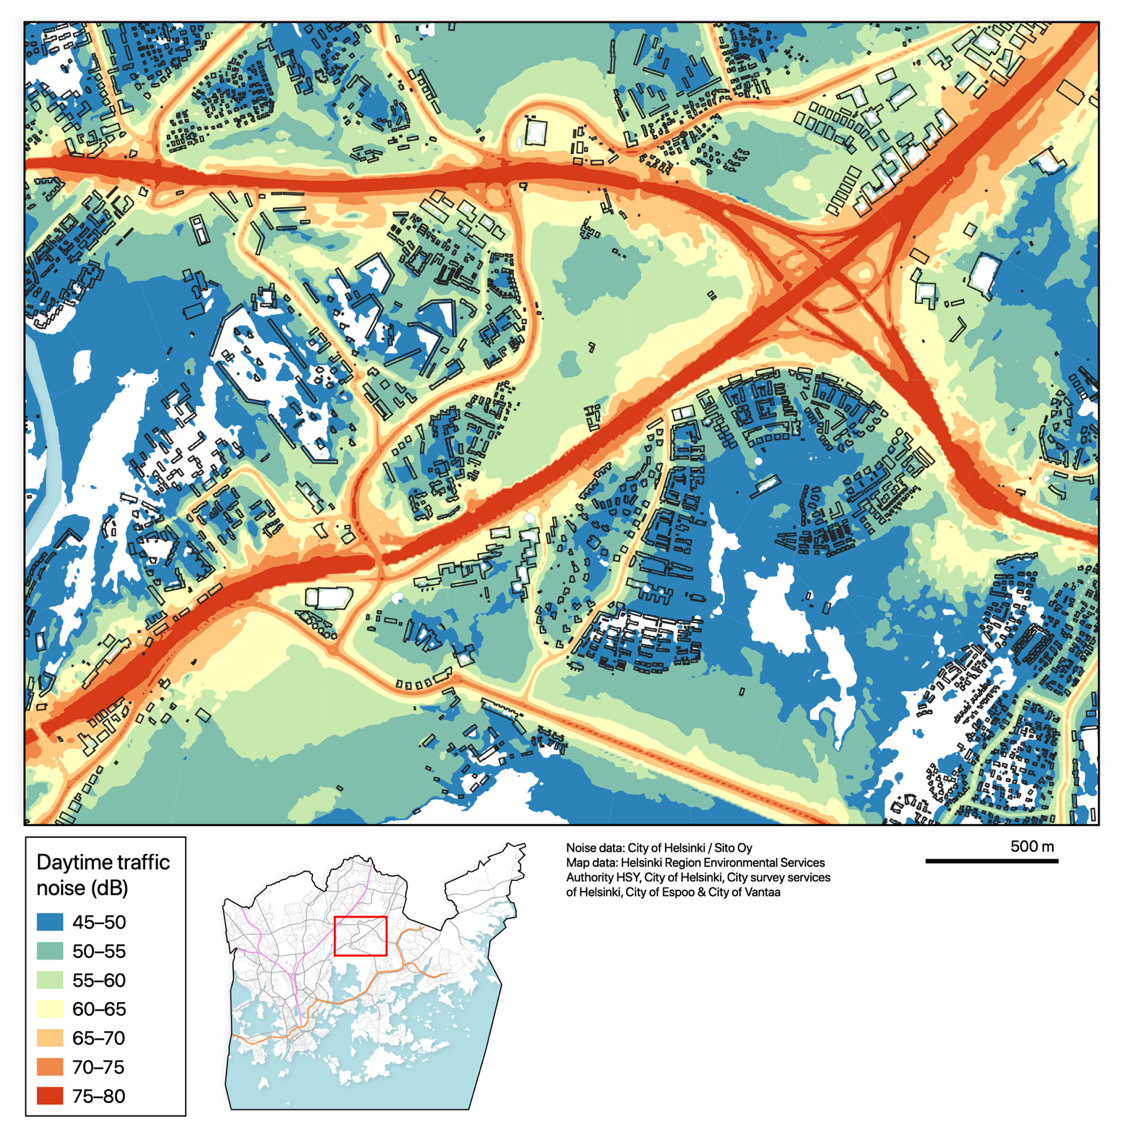 Daytime traffic
noise (dB)
45–50
50–55
55–60
60–65
65–70
70–75
75–80
Noise data: City of Helsinki / Sito Oy
Map data: Helsinki Region Environmental Services
Authority HSY, City of Helsinki, City survey services
of Helsinki, City of Espoo & City of Vantaa
500 m